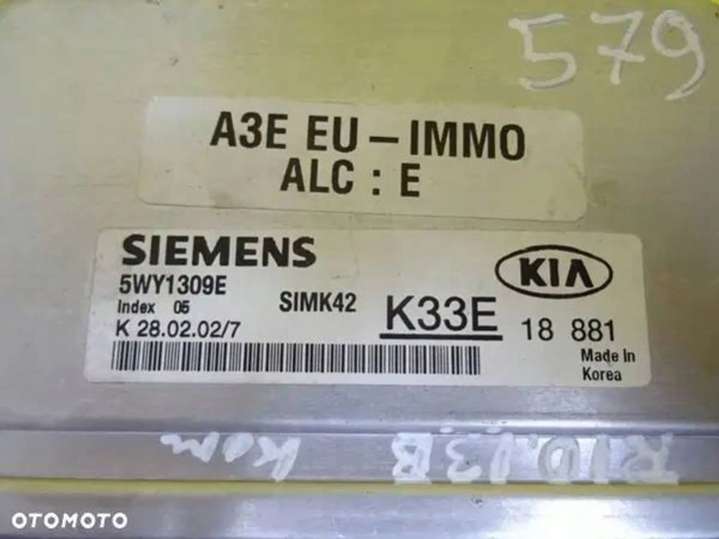 579
A3E EU – IMMO
ALC : E
SIEMENS
5WY1309E
Index 05 SIMK42
K 28.02.02/7
KIA
K33E 18 881
Made In
Korea
Kom
OTOMOTO